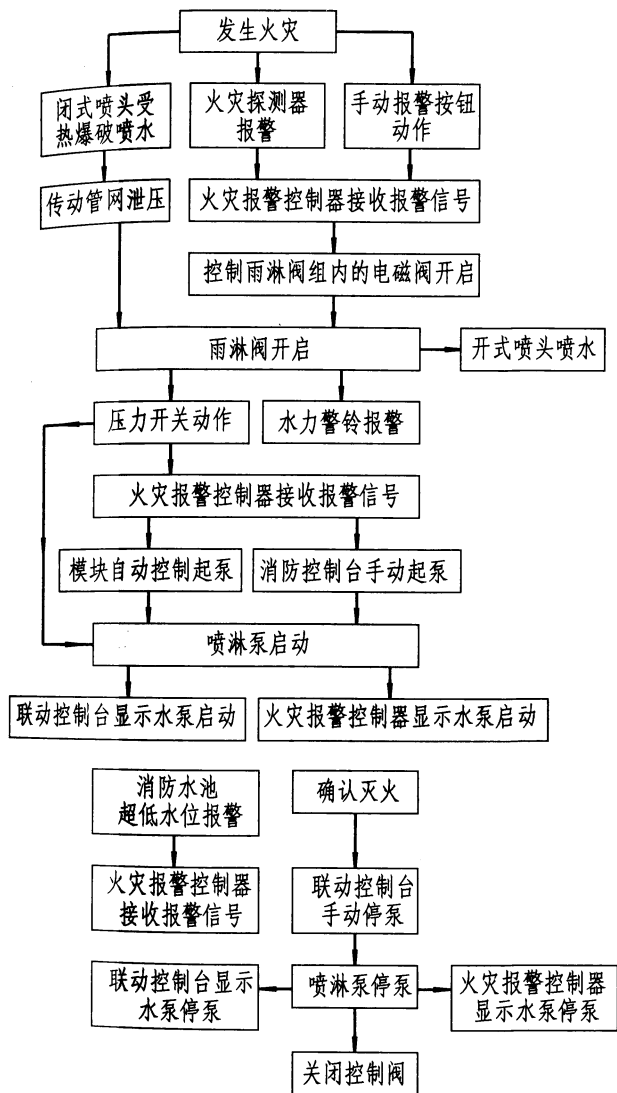 发生火灾
闭式喷头受
热爆破喷水
火灾探测器
报警
手动报警按钮
动作
传动管网泄压
火灾报警控制器接收报警信号
控制雨淋阀组内的电磁阀开启
雨淋阀开启
开式喷头喷水
压力开关动作
水力警铃报警
火灾报警控制器接收报警信号
模块自动控制起泵
消防控制台手动起泵
喷淋泵启动
联动控制台显示水泵启动
火灾报警控制器显示水泵启动
消防水池
超低水位报警
确认灭火
火灾报警控制器
接收报警信号
联动控制台
手动停泵
联动控制台显示
水泵停泵
喷淋泵停泵
火灾报警控制器
显示水泵停泵
关闭控制阀